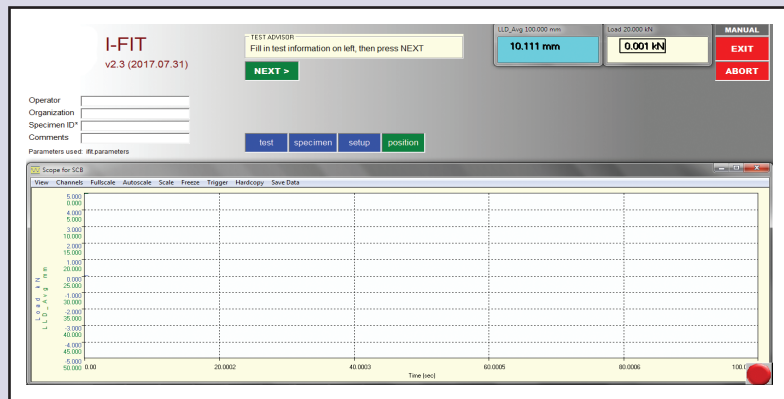 I-FIT
v2.3 (2017.07.31)
TEST ADVISOR
Fill in test information on left, then press NEXT
NEXT >
LLD_Avg 100.000 mm
10.111 mm
Load 20.000 kN
0.001 kN
MANUAL
EXIT
ABORT
Operator
Organization
Specimen ID*
Comments
Parameters used: ifit.parameters
test specimen setup position
Scope for SCB
View Channels Fullscale Autoscale Scale Freeze Trigger Hardcopy Save Data
Load kN
LLD_Avg mm
5.000
0.000
4.000
5.000
3.000
10.000
2.000
15.000
1.000
20.000
0.000
25.000
-1.000
30.000
-2.000
35.000
-3.000
40.000
-4.000
45.000
-5.000
50.000
0.00 20.0002 40.0003 60.0005 80.0006
Time (sec)